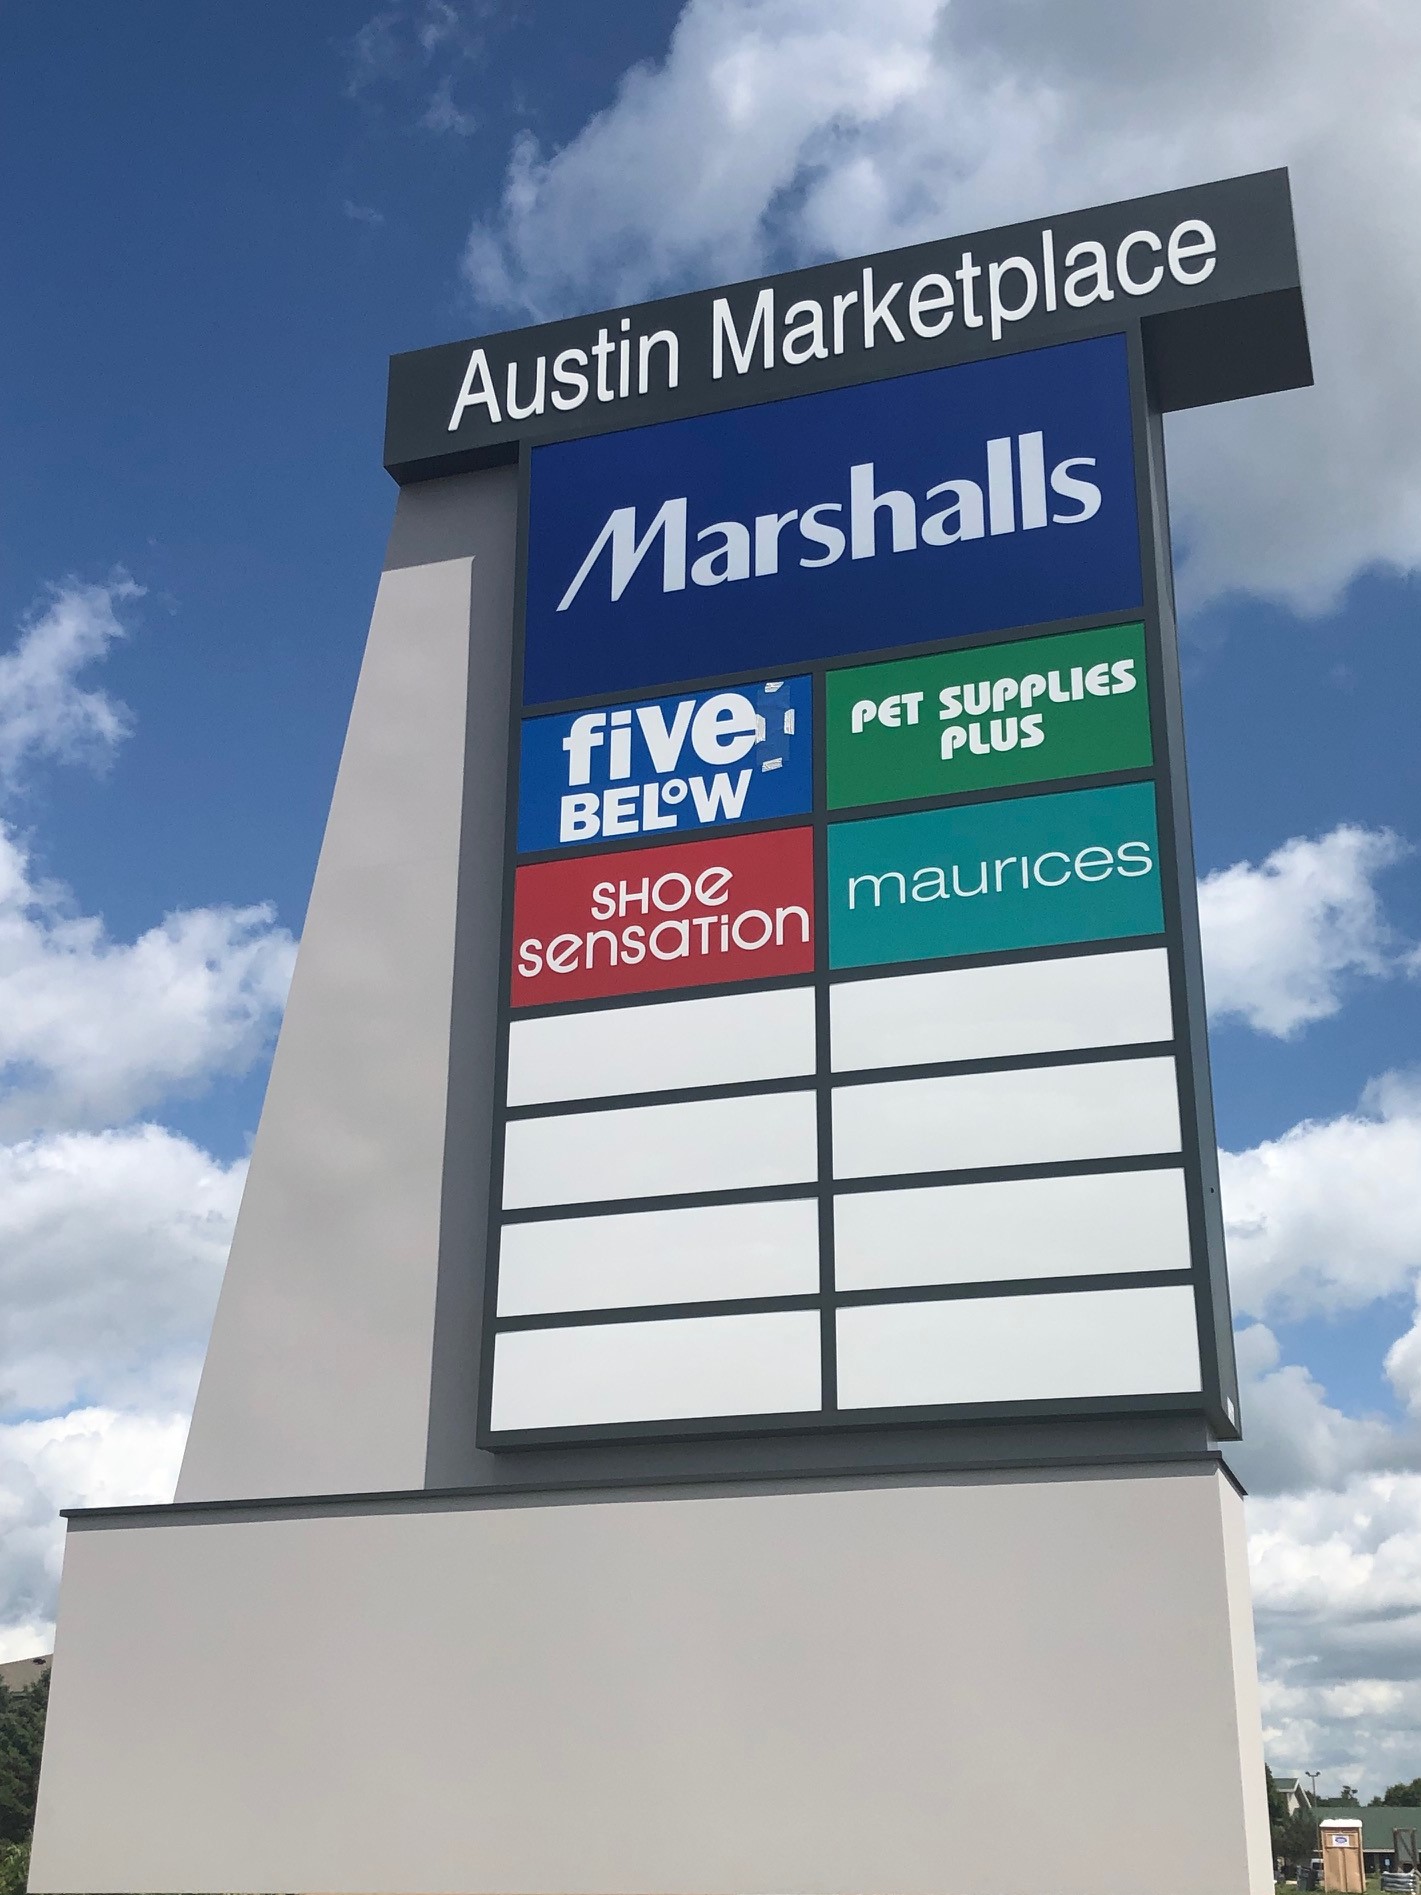 Austin Marketplace
Marshalls
five
BELOW
PET SUPPLIES
PLUS
SHOE
sensation
maurices